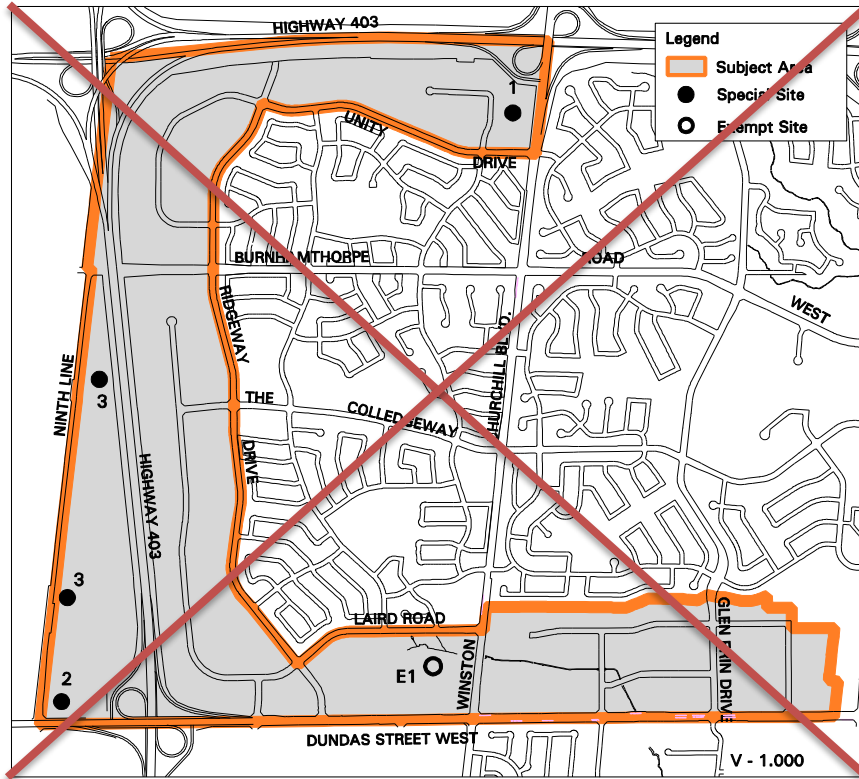 HIGHWAY 403
Legend
Subject Area
Special Site
Exempt Site
1
UNITY
DRIVE
BURNHAMTHORPE
ROAD
WEST
RIDGEWAY
NINTH LINE
3
THE
COLLEDGEWAY
CHURCHILL BLVD.
DRIVE
HIGHWAY 403
3
LAIRD ROAD
GLEN ERIN DRIVE
E1
WINSTON
2
DUNDAS STREET WEST
V - 1.000